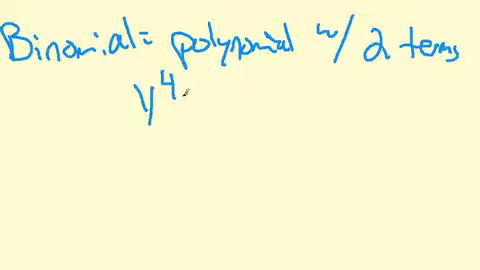 Binomial= polynomial w/ 2 terms
y⁴